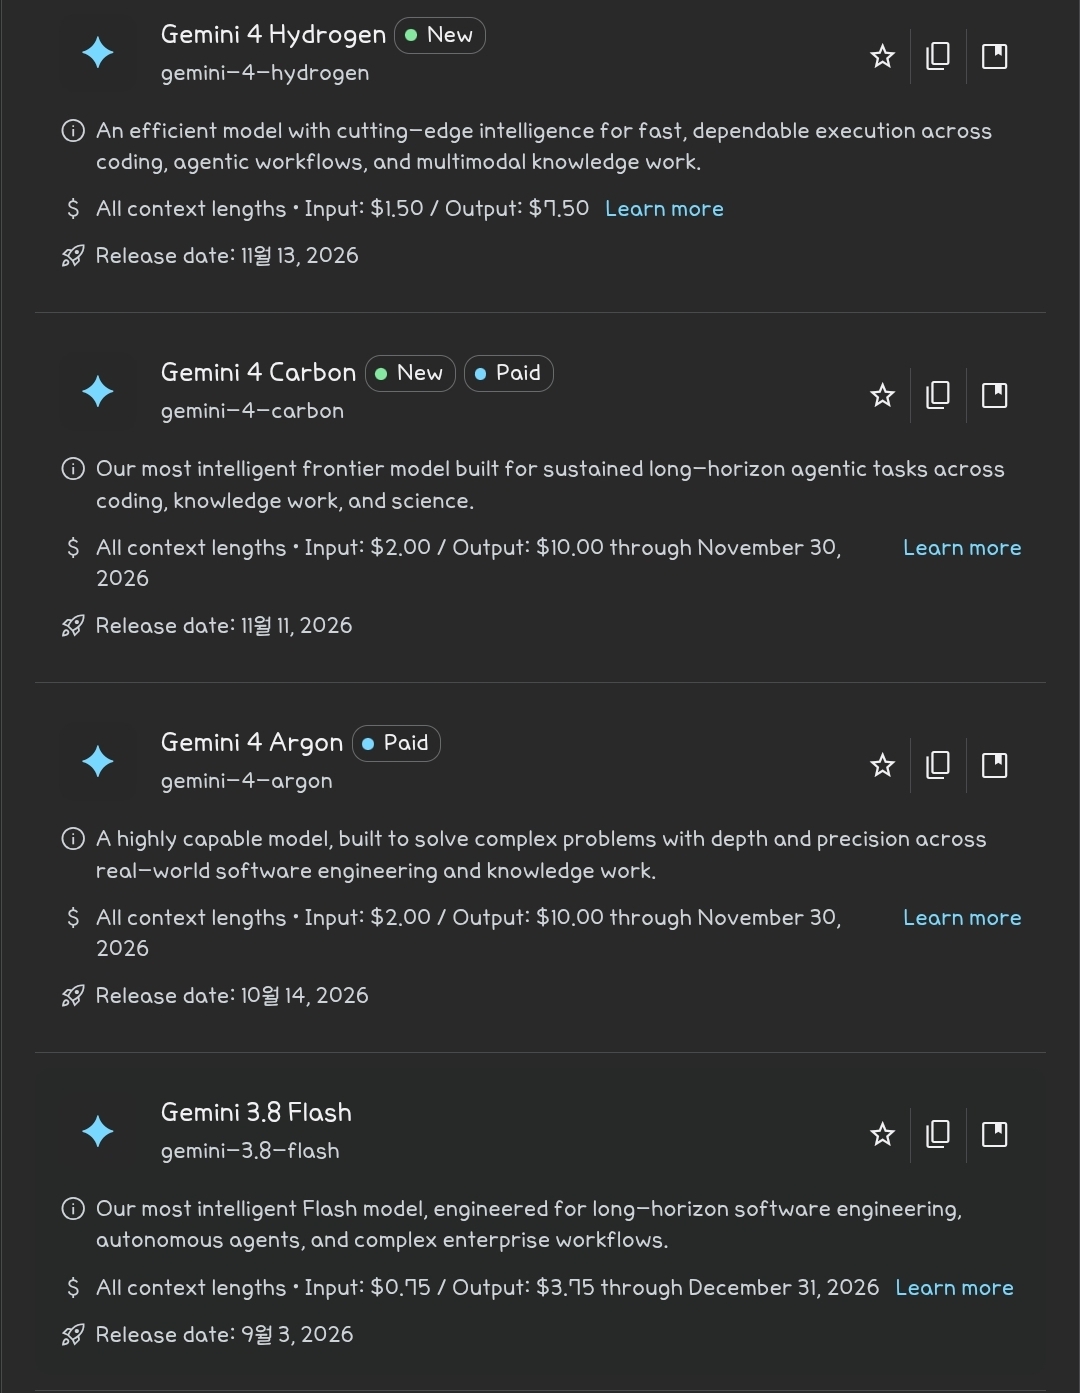 Gemini 4 Hydrogen New
gemini-4-hydrogen
An efficient model with cutting-edge intelligence for fast, dependable execution across
coding, agentic workflows, and multimodal knowledge work.
$ All context lengths • Input: $1.50 / Output: $7.50 Learn more
Release date: 11월 13, 2026
Gemini 4 Carbon New Paid
gemini-4-carbon
Our most intelligent frontier model built for sustained long-horizon agentic tasks across
coding, knowledge work, and science.
$ All context lengths • Input: $2.00 / Output: $10.00 through November 30, Learn more
2026
Release date: 11월 11, 2026
Gemini 4 Argon Paid
gemini-4-argon
A highly capable model, built to solve complex problems with depth and precision across
real-world software engineering and knowledge work.
$ All context lengths • Input: $2.00 / Output: $10.00 through November 30, Learn more
2026
Release date: 10월 14, 2026
Gemini 3.8 Flash
gemini-3.8-flash
Our most intelligent Flash model, engineered for long-horizon software engineering,
autonomous agents, and complex enterprise workflows.
$ All context lengths • Input: $0.75 / Output: $3.75 through December 31, 2026 Learn more
Release date: 9월 3, 2026